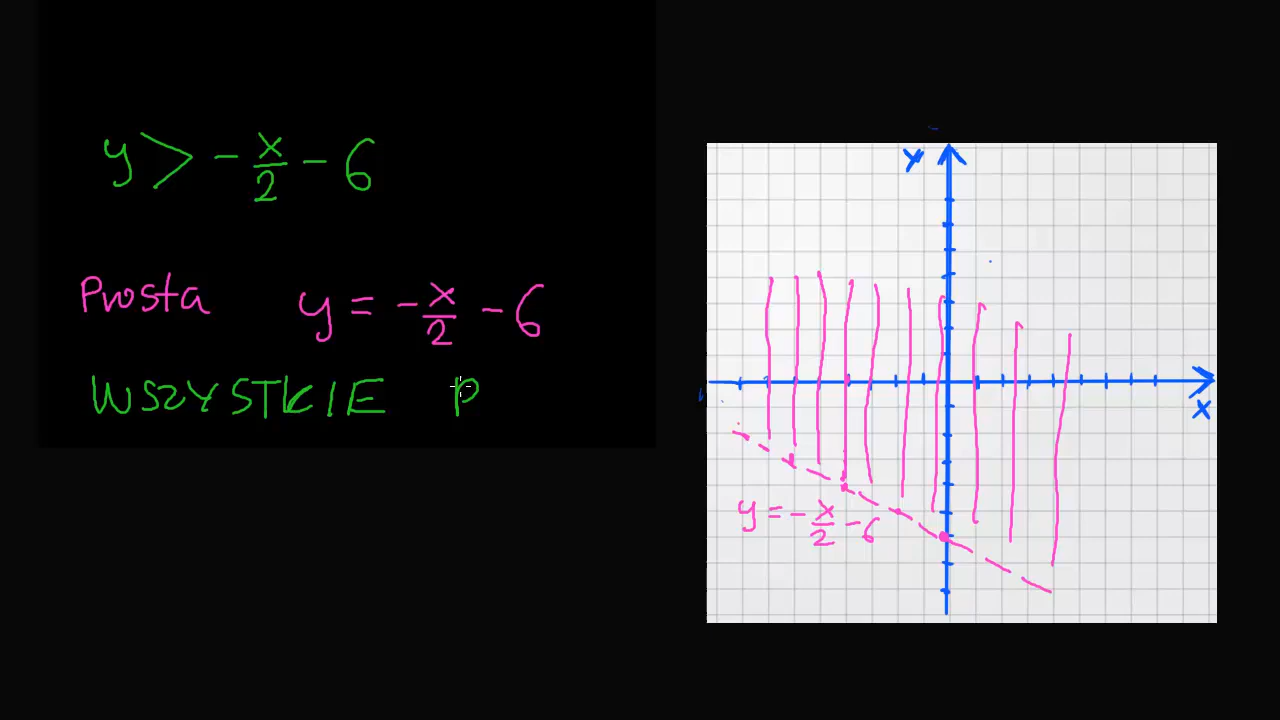 y > - x/2 - 6
Prosta y = - x/2 - 6
WSZYSTKIE P
y
x
y = - x/2 - 6